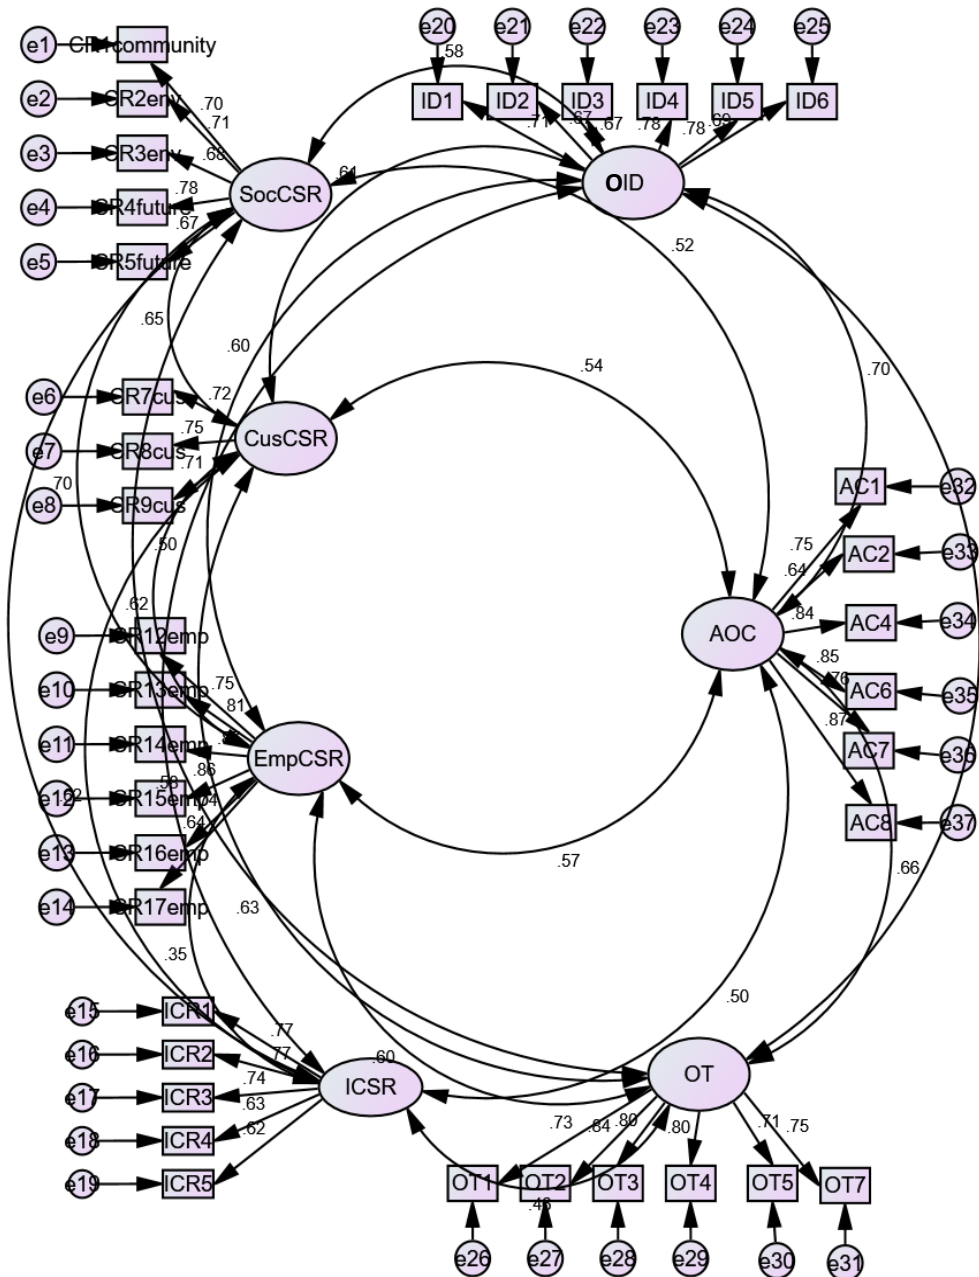 e20 e21 e22 e23 e24 e25
e1 CR1community .58
e2 CR2env ID1 ID2 ID3 ID4 ID5 ID6
.70
.71 .71 .67 .67 .78 .78 .69
e3 CR3env .68
.61
SocCSR OID
e4 CR4future .78
.67
e5 CR5future .52
.65
.60
.54 .70
e6 CR7cus .72
.75
e7 CR8cus .71 CusCSR
e8 CR9cus .70
AC1 e32
.50
.75 AC2 e33
.64
.62
.84 AC4 e34
e9 CR12emp AOC
.85
.76 AC6 e35
e10 CR13emp .75
.81
.87
e11 CR14emp EmpCSR AC7 e36
.86
.58
e12 .62 CR15emp
.64 AC8 e37
e13 CR16emp .57
.66
e14 CR17emp .63
.35
.50
e15 ICR1
.77
e16 ICR2 .77 .60
OT
e17 ICR3 .74 ICSR
.63
e18 ICR4 .62 .73 .84 .80 .80 .71 .75
e19 ICR5 OT1 OT2 OT3 OT4 OT5 OT7
e26 e27 e28 e29 e30 e31